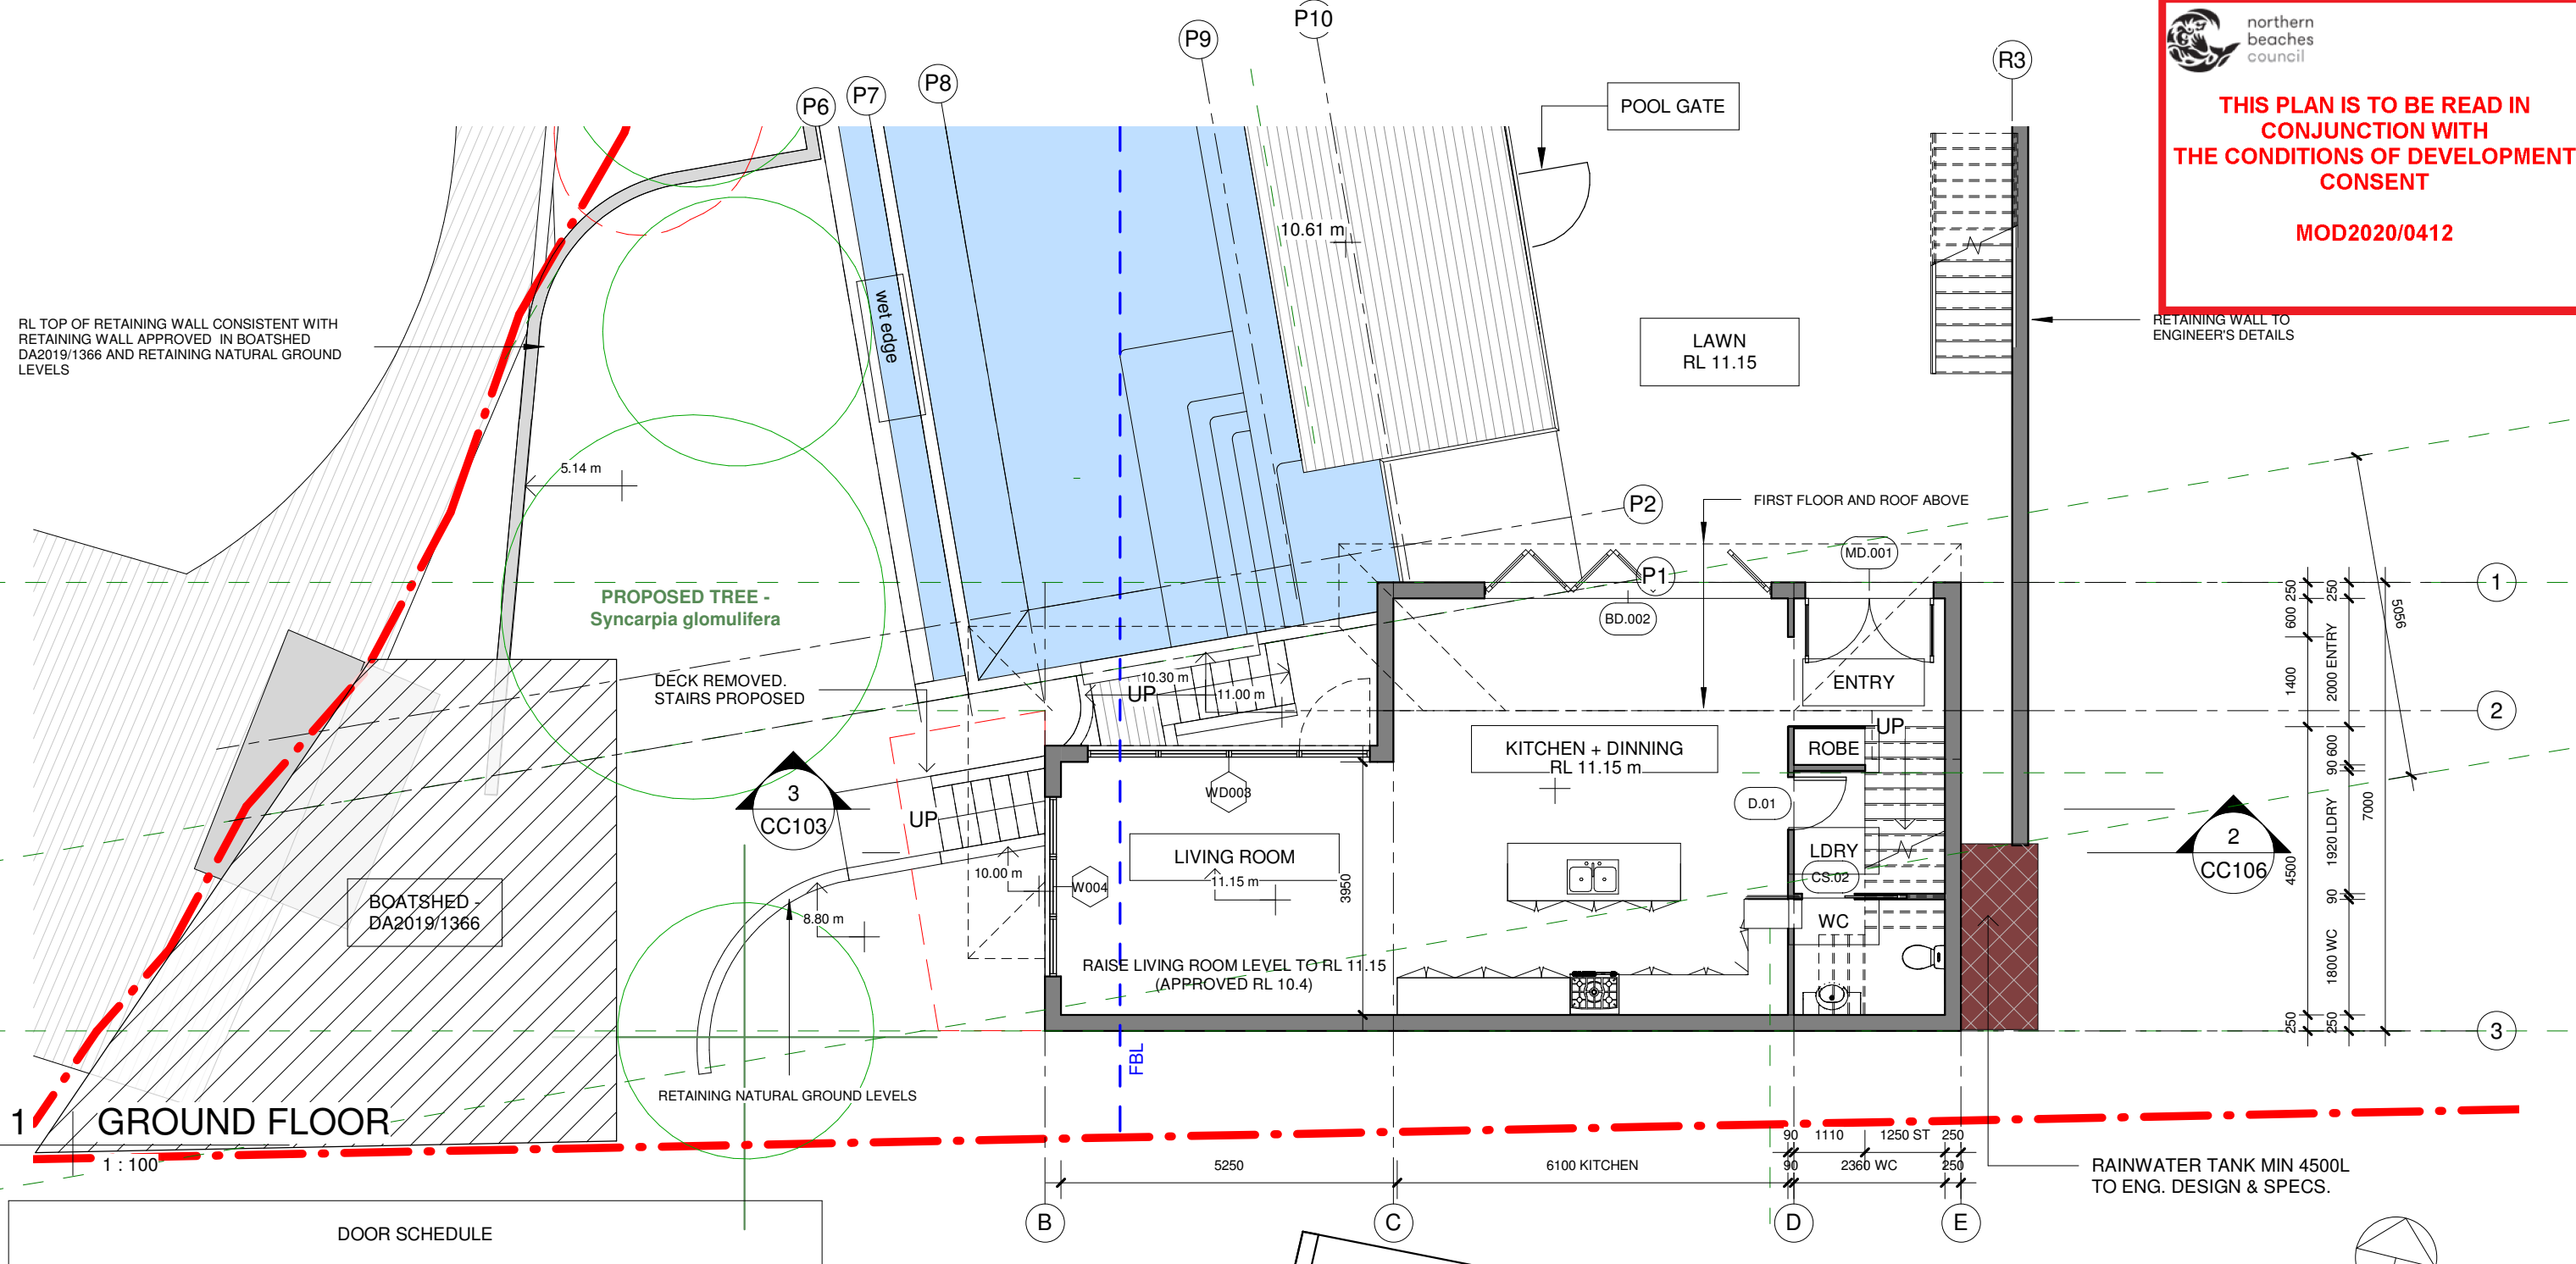 P10
P9
R3
P8
P7
P6
northern
beaches
council
THIS PLAN IS TO BE READ IN
CONJUNCTION WITH
THE CONDITIONS OF DEVELOPMENT
CONSENT
MOD2020/0412
POOL GATE
10.61 m
wet edge
RL TOP OF RETAINING WALL CONSISTENT WITH
RETAINING WALL APPROVED IN BOATSHED
DA2019/1366 AND RETAINING NATURAL GROUND
LEVELS
LAWN
RL 11.15
RETAINING WALL TO
ENGINEER'S DETAILS
5.14 m
P2
FIRST FLOOR AND ROOF ABOVE
MD.001
P1
BD.002
PROPOSED TREE -
Syncarpia glomulifera
1
250
250
600
5056
DECK REMOVED.
STAIRS PROPOSED
10.30 m
UP
11.00 m
ENTRY
1400
2000 ENTRY
2
UP
ROBE
KITCHEN + DINNING
RL 11.15 m
90 600
3
CC103
UP
WD003
D.01
7000
2
CC106
LIVING ROOM
11.15 m
LDRY
CS.02
1920 LDRY
4500
10.00 m
W004
3950
90
BOATSHED -
DA2019/1366
8.80 m
WC
RAISE LIVING ROOM LEVEL TO RL 11.15
(APPROVED RL 10.4)
1800 WC
250
250
3
FBL
RETAINING NATURAL GROUND LEVELS
1
GROUND FLOOR
1 : 100
90
1110
1250 ST
250
5250
6100 KITCHEN
90
2360 WC
250
RAINWATER TANK MIN 4500L
TO ENG. DESIGN & SPECS.
B
C
D
E
DOOR SCHEDULE